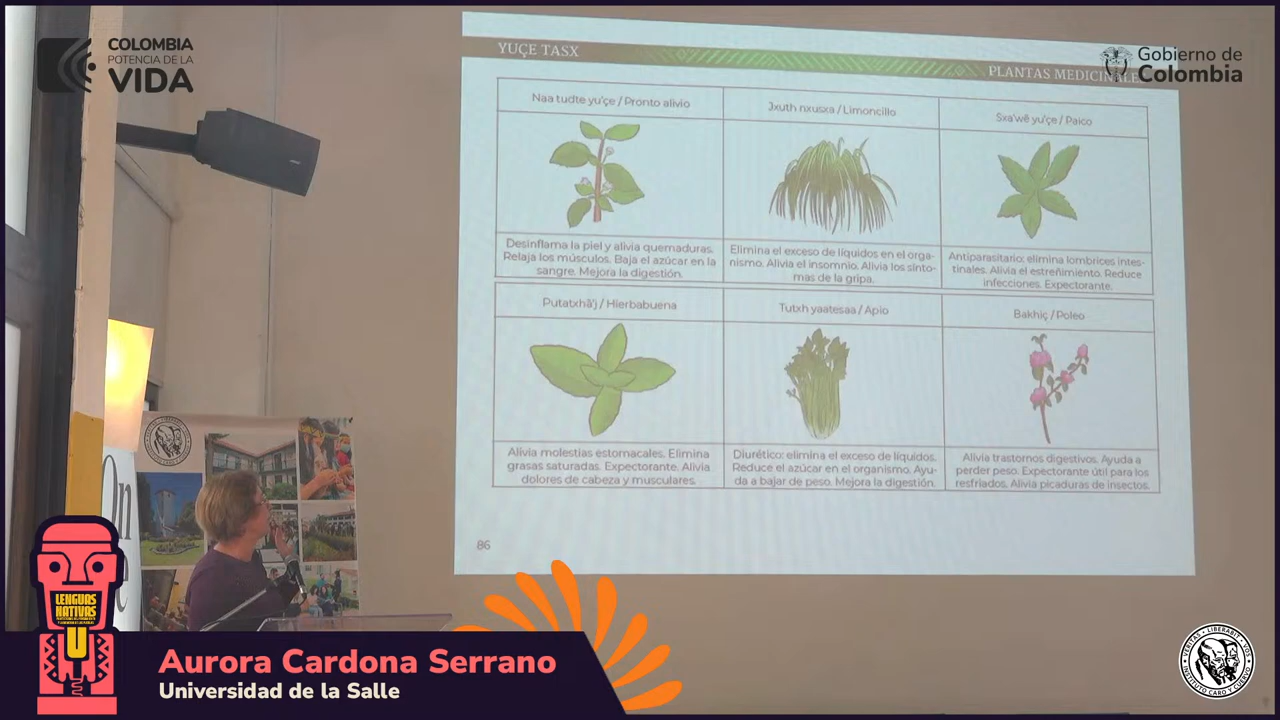 COLOMBIA
POTENCIA DE LA
VIDA
Gobierno de
Colombia
YUÇE TASX
PLANTAS MEDICINALE
Naa tudte yu'çe / Pronto alivio
Jxuth nxusxa / Limoncillo
Sxa'wẽ yu'çe / Paico
Desinflama la piel y alivia quemaduras.
Relaja los músculos. Baja el azúcar en la
sangre. Mejora la digestión.
Elimina el exceso de líquidos en el orga-
nismo. Alivia el insomnio. Alivia los sínto-
mas de la gripa.
Antiparasitario: elimina lombrices intes-
tinales. Alivia el estreñimiento. Reduce
infecciones. Expectorante.
Putatxhã'j / Hierbabuena
Tutxh yaatesaa / Apio
Bakhiç / Poleo
Alivia molestias estomacales. Elimina
grasas saturadas. Expectorante. Alivia
dolores de cabeza y musculares.
Diurético: elimina el exceso de líquidos.
Reduce el azúcar en el organismo. Ayu-
da a bajar de peso. Mejora la digestión.
Alivia trastornos digestivos. Ayuda a
perder peso. Expectorante útil para los
resfriados. Alivia picaduras de insectos.
86
LENGUAS
NATIVAS
Aurora Cardona Serrano
Universidad de la Salle
INSTITUTO CARO Y CUERVO